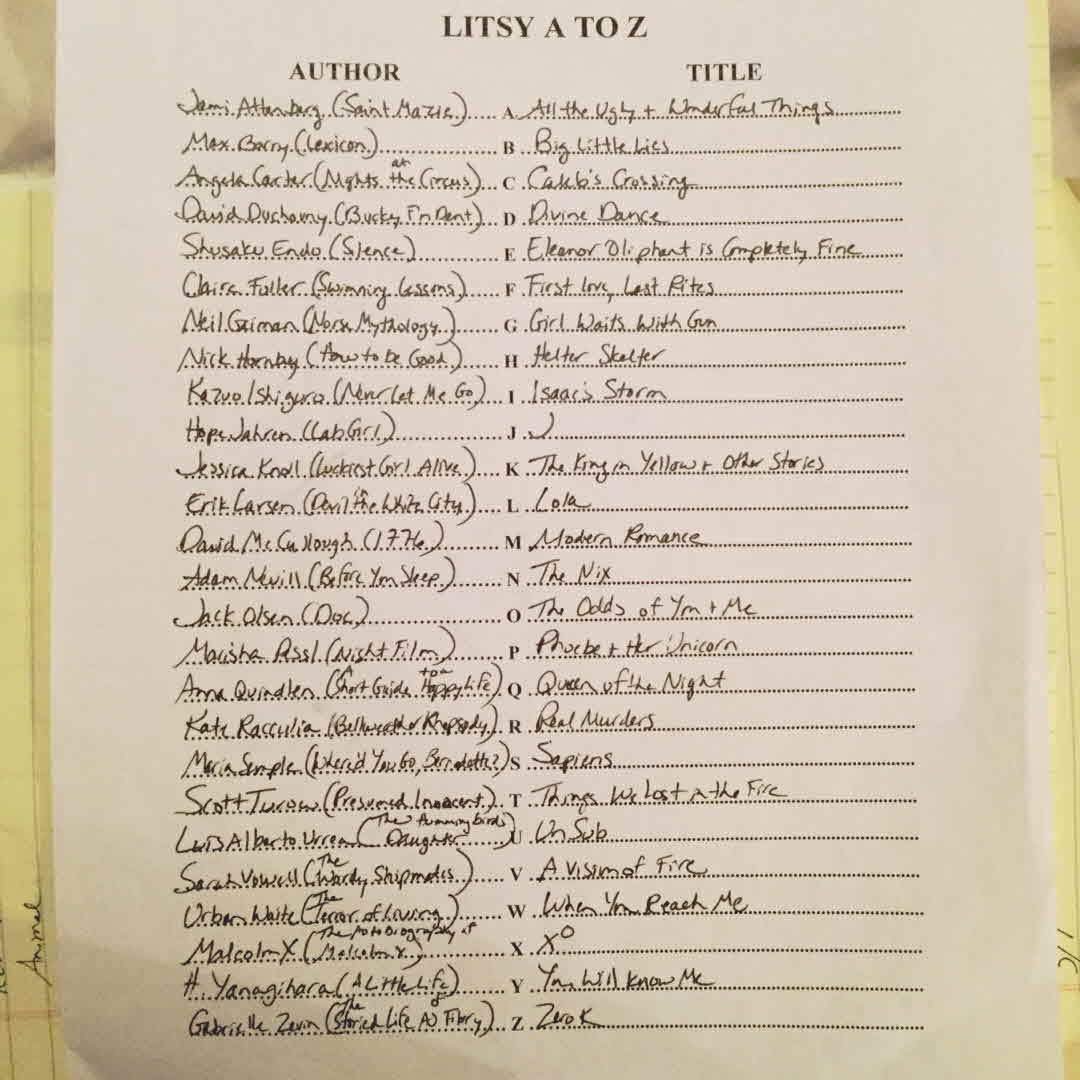 LITSY A TO Z
AUTHOR TITLE
Jami Attenberg (Saint Mazie) A All the Ugly + Wonderful Things
Max Barry (Lexicon) B Big Little Lies
Angela Carter (Nights at the Circus) C Caleb's Crossing
David Duchovny (Bucky F'n Dent) D Divine Dance
Shusaku Endo (Silence) E Eleanor Oliphant is Completely Fine
Claire Fuller (Swimming Lessons) F First Love, Last Rites
Neil Gaiman (Norse Mythology) G Girl Waits With Gun
Nick Hornby (How to be Good) H Helter Skelter
Kazuo Ishiguro (Never Let Me Go) I Isaac's Storm
Hope Jahren (Lab Girl) J J
Jessica Knoll (Luckiest Girl Alive) K The King in Yellow + Other Stories
Erik Larsen (Devil in the White City) L Lola
David McCullough (1776) M Modern Romance
Adam Nevill (Before You Sleep) N The Nix
Jack Olsen (Doc) O The Odds of You + Me
Marisha Pessl (Night Film) P Phoebe + Her Unicorn
Anna Quindlen (A Short Guide to a Happy Life) Q Queen of the Night
Kate Racculia (Bellweather Rhapsody) R Real Murders
Maria Semple (Where'd You Go, Bernadette?) S Sapiens
Scott Turow (Presumed Innocent) T Things We Lost in the Fire
Luis Alberto Urrea (The Hummingbirds Daughter) U Un Sub
Sarah Vowell (The Wordy Shipmates) V A Vision of Fire
Urban Waite (The Terror of Living) W When You Reach Me
Malcolm X (The Autobiography of Malcolm X) X X°
H. Yanagihara (A Little Life) Y You Will Know Me
Gabrielle Zevin (The Storied Life of AJ Fikry) Z Zero K
Animal